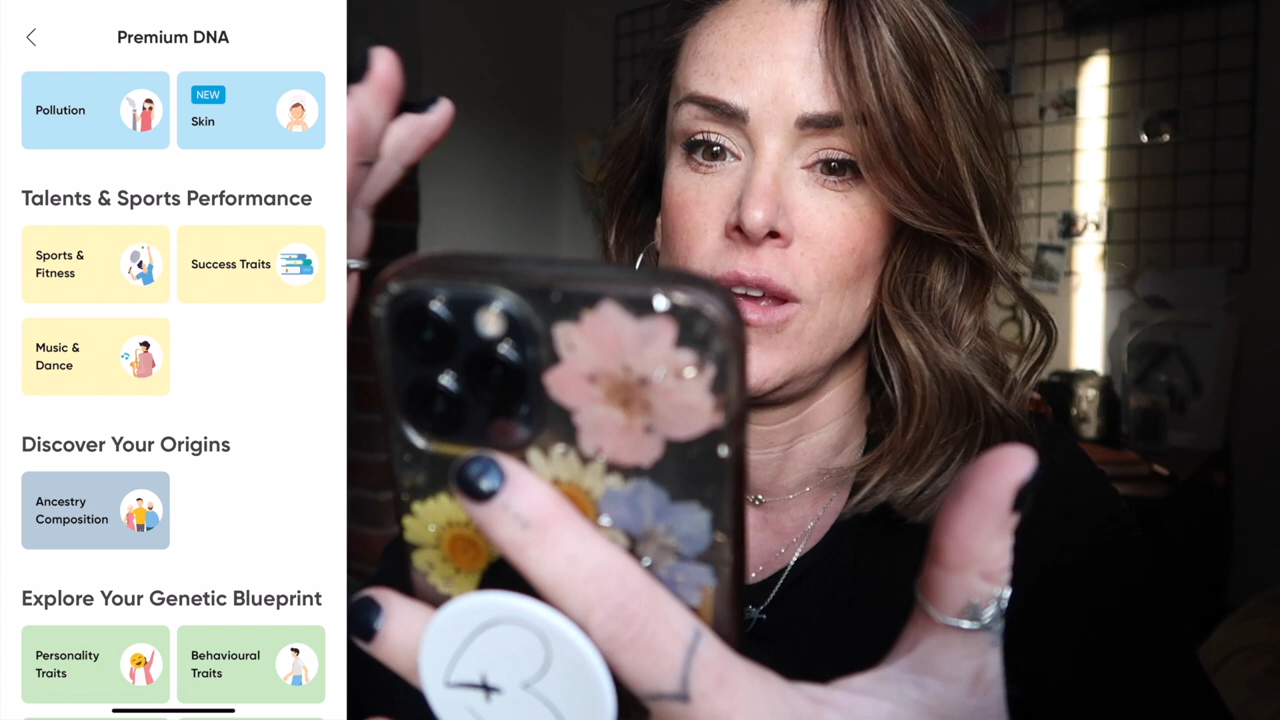 Premium DNA
Pollution
NEW
Skin
Talents & Sports Performance
Sports &
Fitness
Success Traits
Music &
Dance
Discover Your Origins
Ancestry
Composition
Explore Your Genetic Blueprint
Personality
Traits
Behavioural
Traits